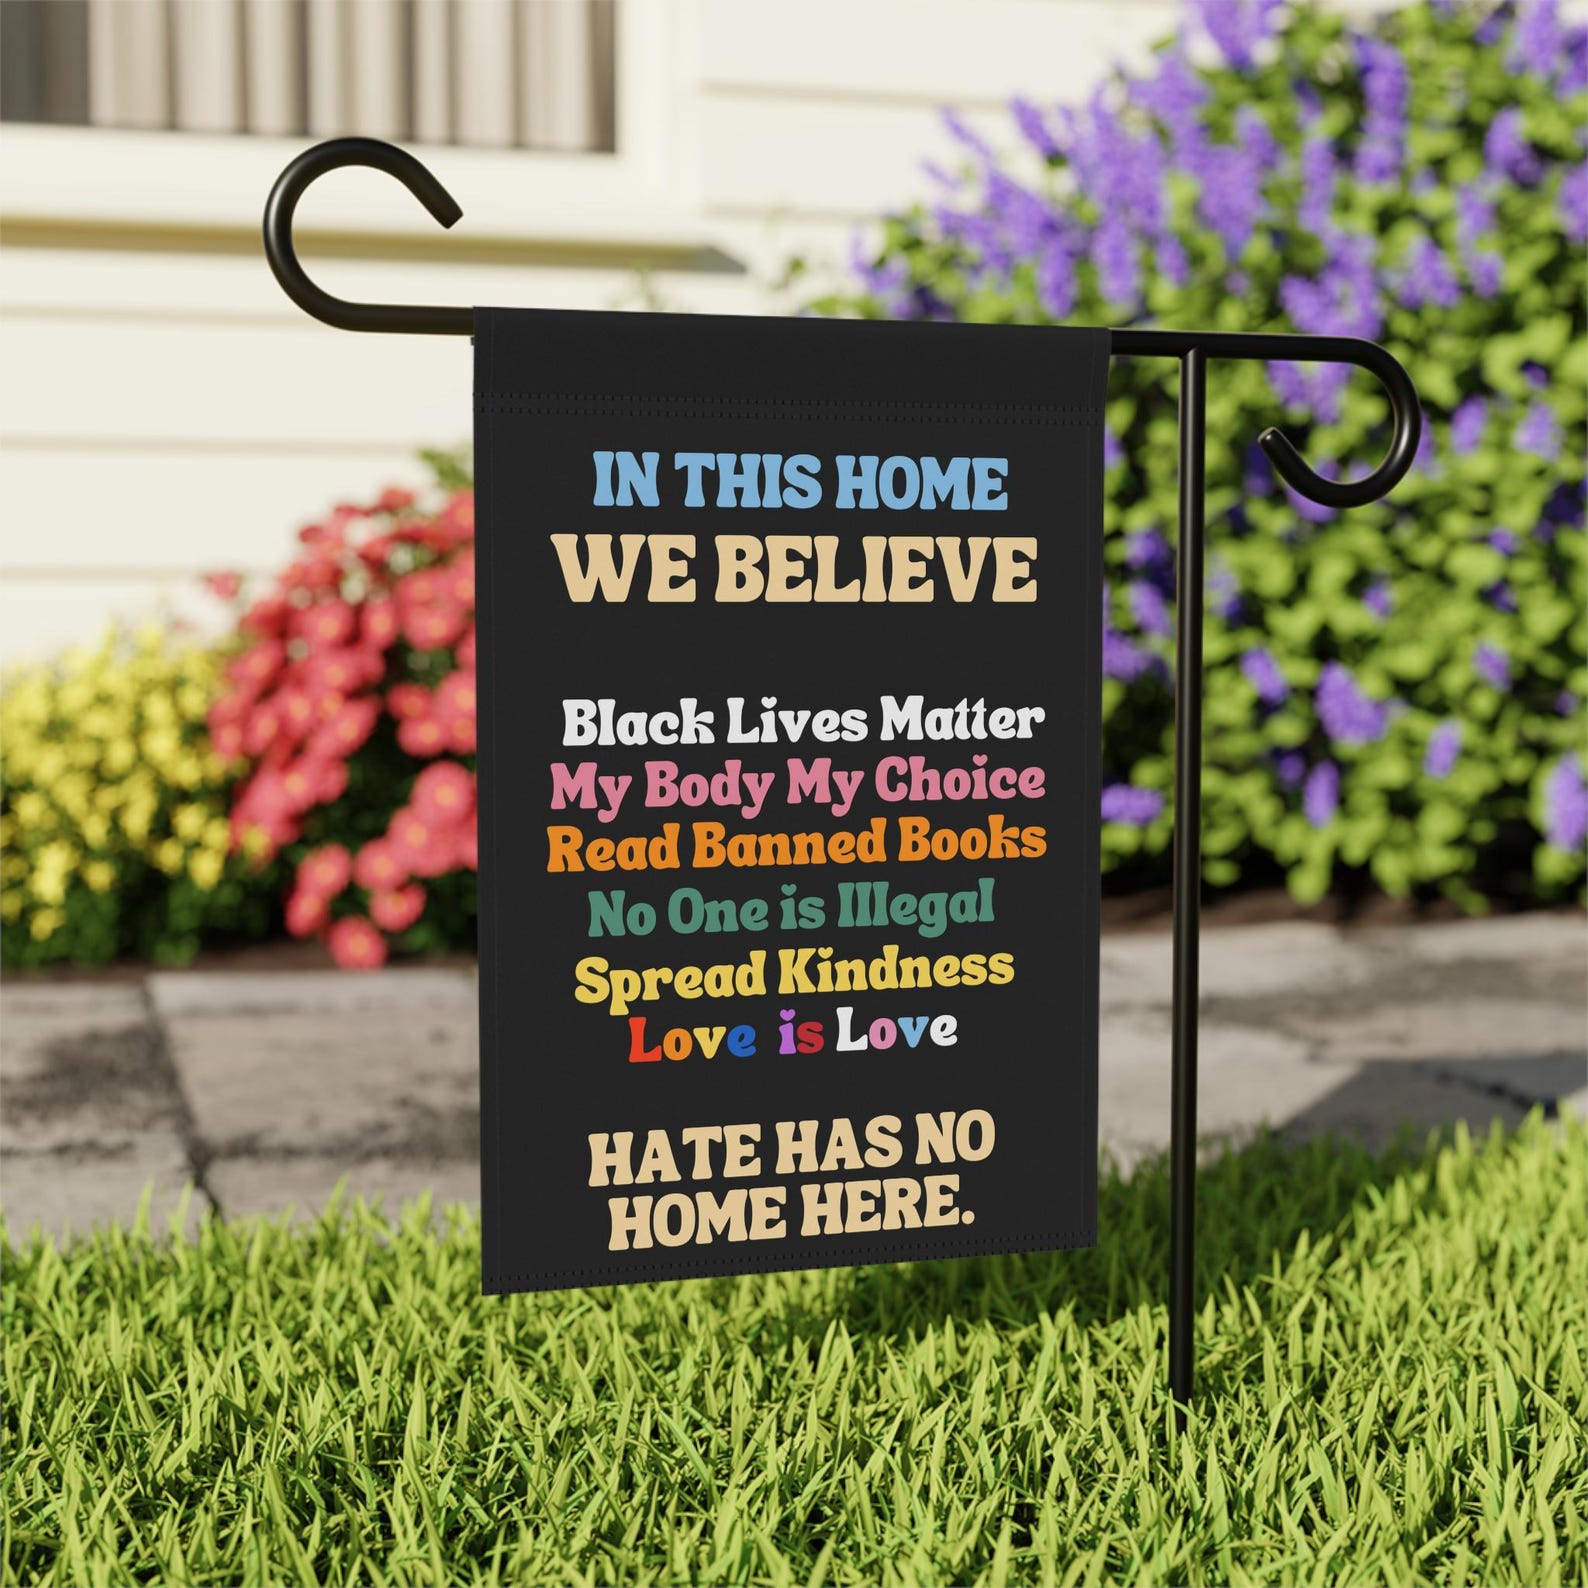 IN THIS HOME
WE BELIEVE
Black Lives Matter
My Body My Choice
Read Banned Books
No One is Illegal
Spread Kindness
Love is Love
HATE HAS NO
HOME HERE.